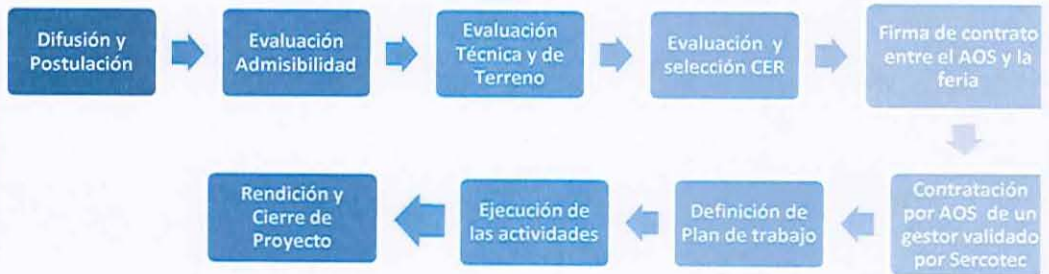 Difusión y
Postulación
Evaluación
Admisibilidad
Evaluación
Técnica y de
Terreno
Evaluación y
selección CER
Firma de contrato
entre el AOS y la
feria
Contratación
por AOS de un
gestor validado
por Sercotec
Definición de
Plan de trabajo
Ejecución de
las actividades
Rendición y
Cierre de
Proyecto